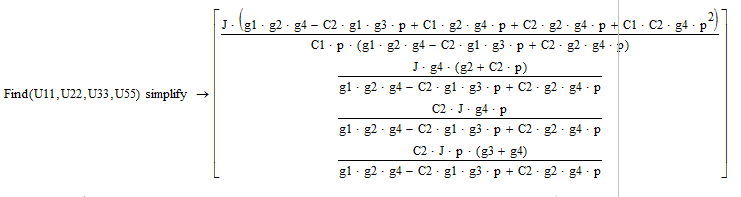 J · (g1 · g2 · g4 − C2 · g1 · g3 · p + C1 · g2 · g4 · p + C2 · g2 · g4 · p + C1 · C2 · g4 · p²)
C1 · p · (g1 · g2 · g4 − C2 · g1 · g3 · p + C2 · g2 · g4 · p)
J · g4 · (g2 + C2 · p)
g1 · g2 · g4 − C2 · g1 · g3 · p + C2 · g2 · g4 · p
Find(U11,U22,U33,U55) simplify →
C2 · J · g4 · p
g1 · g2 · g4 − C2 · g1 · g3 · p + C2 · g2 · g4 · p
C2 · J · p · (g3 + g4)
g1 · g2 · g4 − C2 · g1 · g3 · p + C2 · g2 · g4 · p